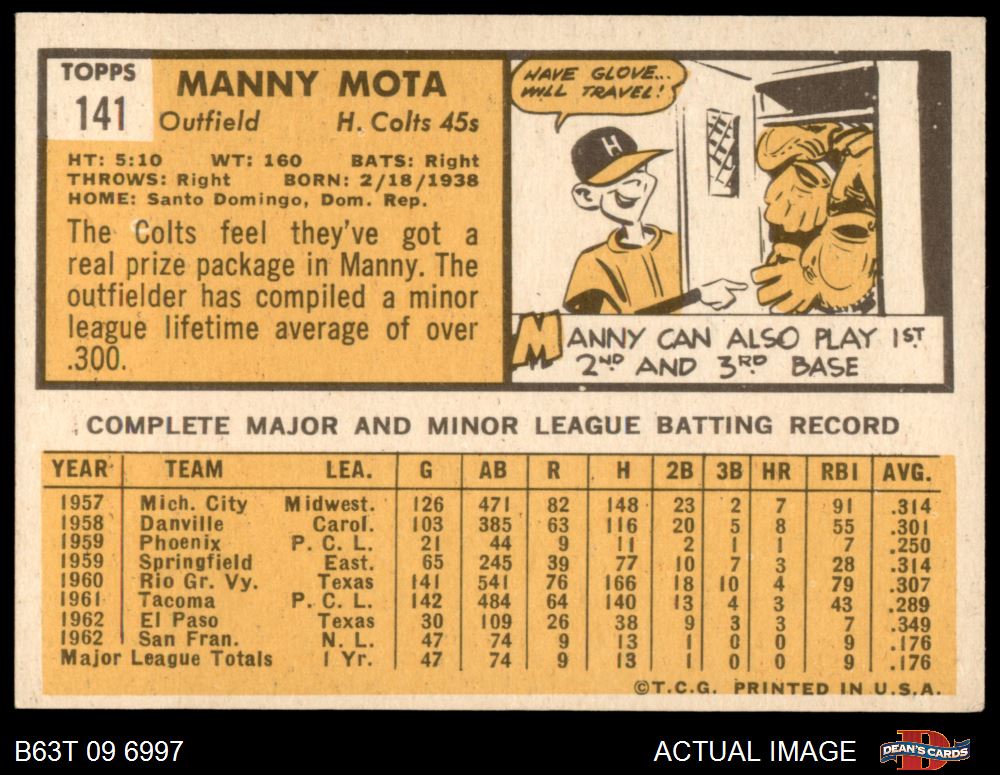 TOPPS
141
MANNY MOTA
Outfield H. Colts 45s
HT: 5:10 WT: 160 BATS: Right
THROWS: Right BORN: 2/18/1938
HOME: Santo Domingo, Dom. Rep.
The Colts feel they've got a
real prize package in Manny. The
outfielder has compiled a minor
league lifetime average of over
.300.
HAVE GLOVE...
WILL TRAVEL!
H
MANNY CAN ALSO PLAY 1ST
2ND AND 3RD BASE
COMPLETE MAJOR AND MINOR LEAGUE BATTING RECORD
YEAR TEAM LEA. G AB R H 2B 3B HR RBI AVG.
1957 Mich. City Midwest. 126 471 82 148 23 2 7 91 .314
1958 Danville Carol. 103 385 63 116 20 5 8 55 .301
1959 Phoenix P. C. L. 21 44 9 11 2 1 1 7 .250
1959 Springfield East. 65 245 39 77 10 7 3 28 .314
1960 Rio Gr. Vy. Texas 141 541 76 166 18 10 4 79 .307
1961 Tacoma P. C. L. 142 484 64 140 13 4 3 43 .289
1962 El Paso Texas 30 109 26 38 9 3 3 7 .349
1962 San Fran. N. L. 47 74 9 13 1 0 0 9 .176
Major League Totals 1 Yr. 47 74 9 13 1 0 0 9 .176
©T.C.G. PRINTED IN U.S.A.
B63T 09 6997 ACTUAL IMAGE
D
DEAN'S CARDS